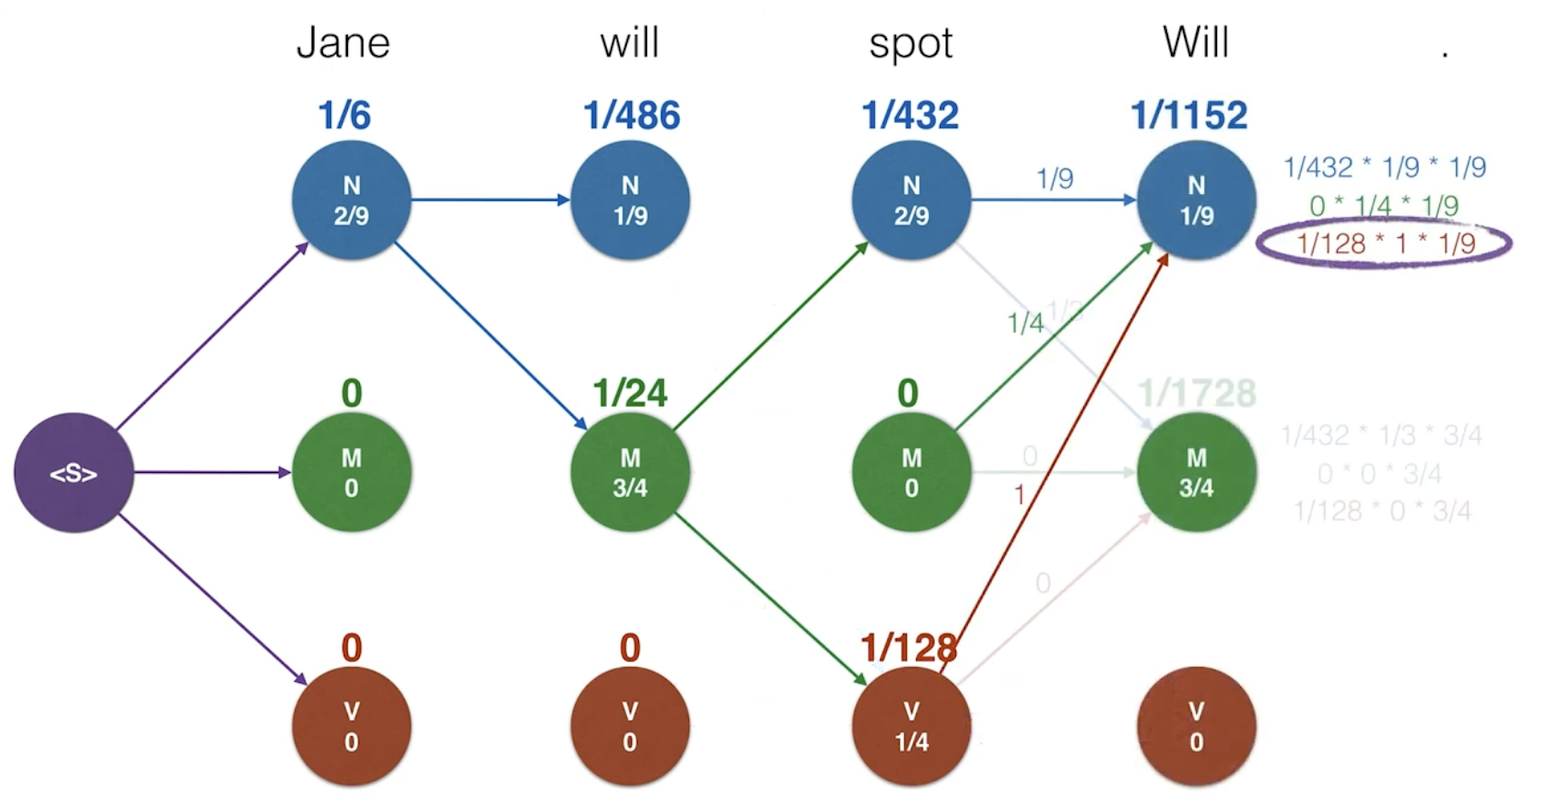 Jane will spot Will .
1/6 1/486 1/432 1/1152
N N N N
2/9 1/9 2/9 1/9
1/9
1/432 * 1/9 * 1/9
0 * 1/4 * 1/9
1/128 * 1 * 1/9
1/4 1/3
0 1/24 0 1/1728
<S>
M M M M
0 3/4 0 3/4
0
1
1/432 * 1/3 * 3/4
0 * 0 * 3/4
1/128 * 0 * 3/4
0
0 0 1/128
V V V V
0 0 1/4 0